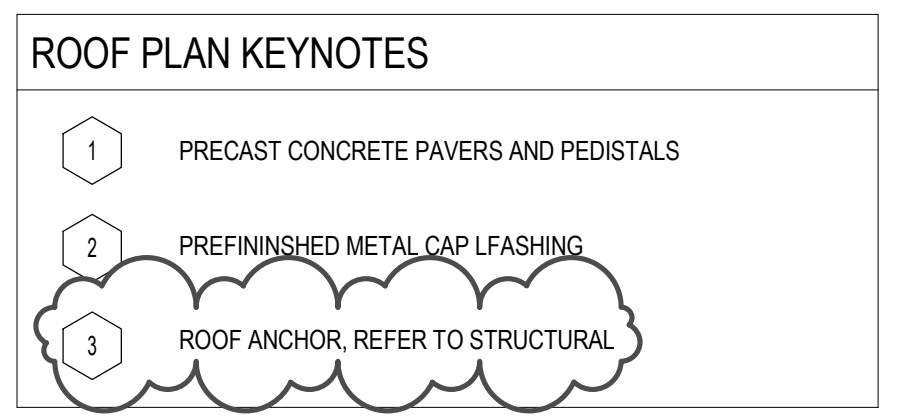 ROOF PLAN KEYNOTES
1 PRECAST CONCRETE PAVERS AND PEDISTALS
2 PREFININSHED METAL CAP LFASHING
3 ROOF ANCHOR, REFER TO STRUCTURAL